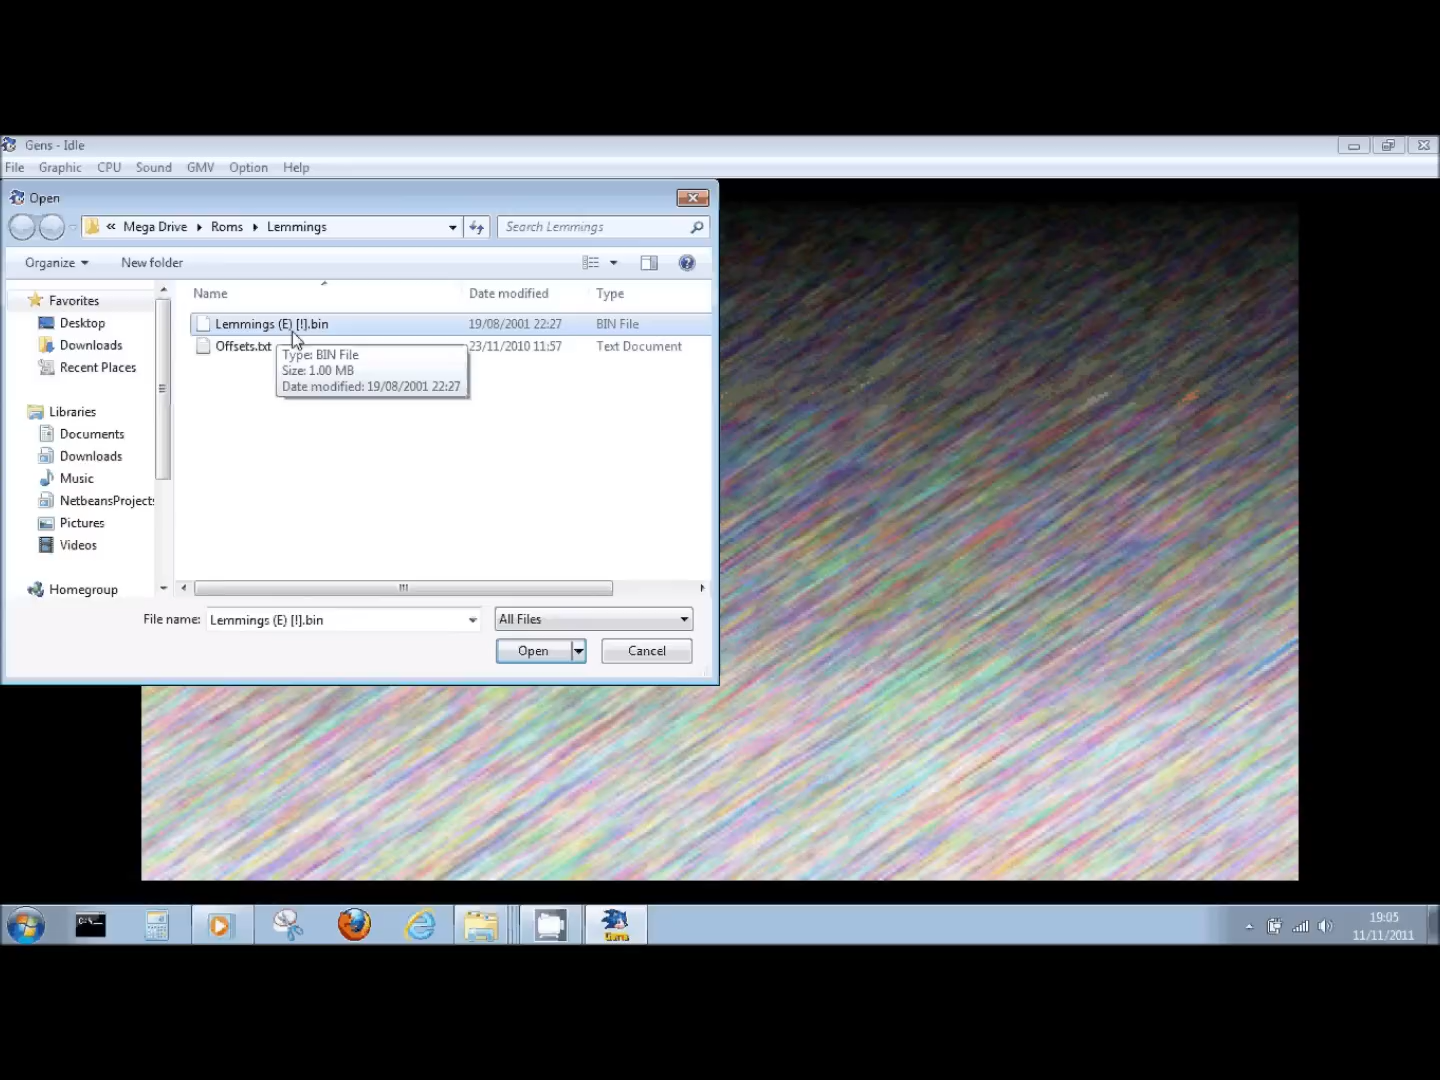 Gens - Idle
File Graphic CPU Sound GMV Option Help
Open
« Mega Drive Roms Lemmings Search Lemmings
Organize New folder
Name Date modified Type
Favorites
Desktop
Downloads
Recent Places
Libraries
Documents
Downloads
Music
NetbeansProjects
Pictures
Videos
Homegroup
Lemmings (E) [!].bin 19/08/2001 22:27 BIN File
Offsets.txt 23/11/2010 11:57 Text Document
Type: BIN File
Size: 1.00 MB
Date modified: 19/08/2001 22:27
File name: Lemmings (E) [!].bin All Files
Open Cancel
C:\.
Gens
19:05
11/11/2011